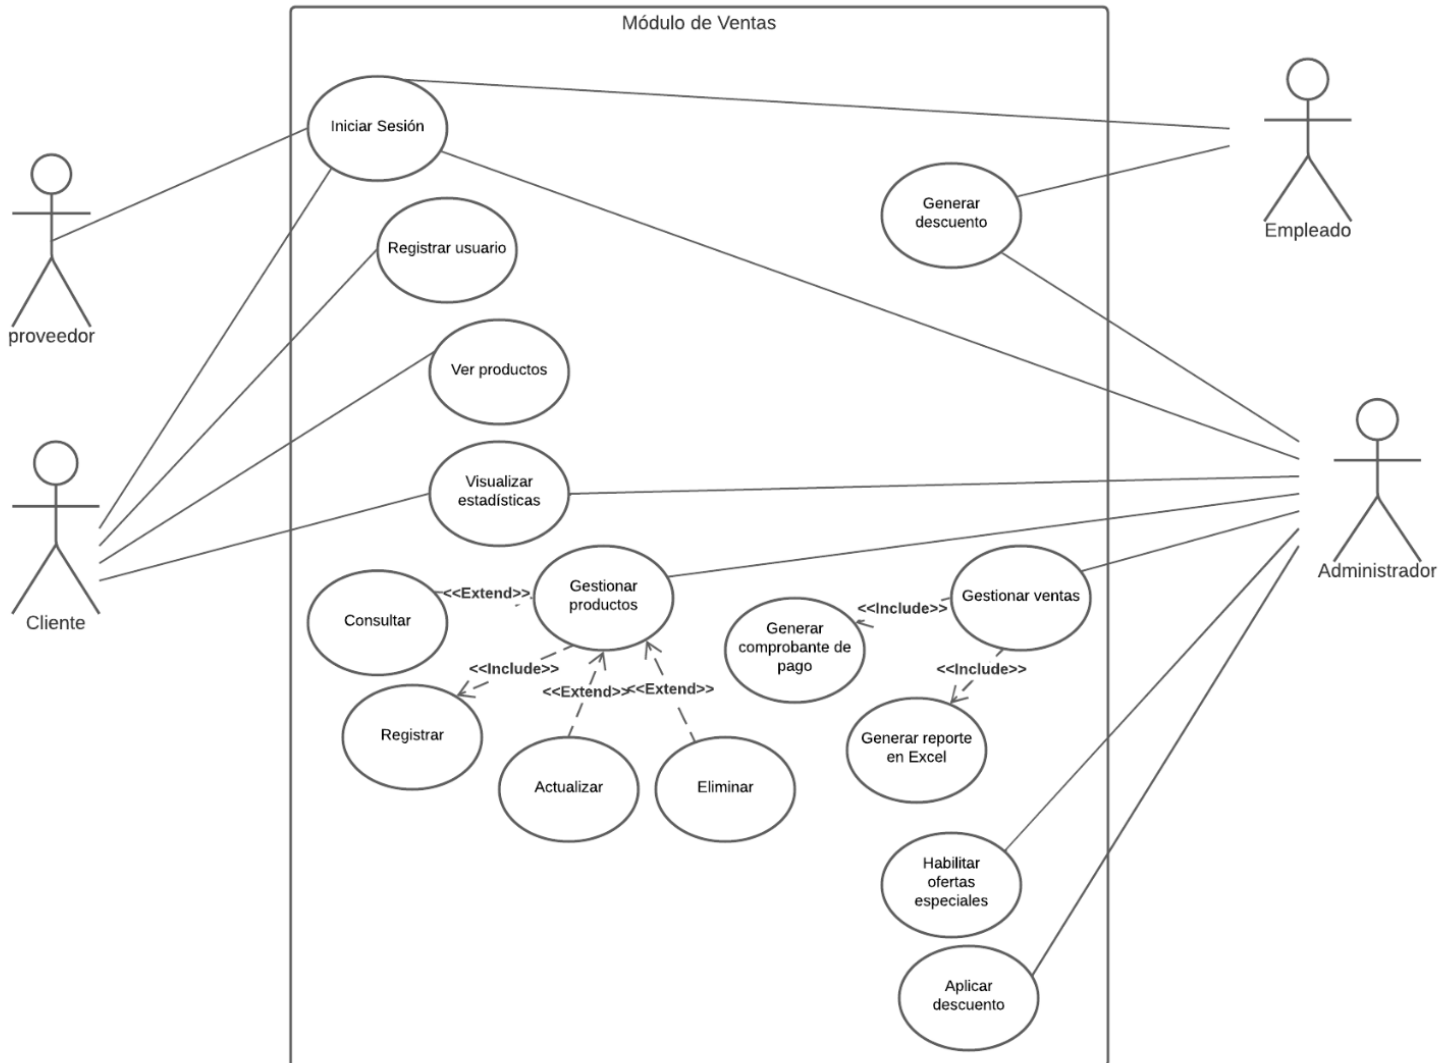 Módulo de Ventas
Iniciar Sesión
Generar
descuento
Empleado
Registrar usuario
proveedor
Ver productos
Visualizar
estadísticas
Administrador
Cliente
Gestionar
productos
<<Extend>>
Consultar
Gestionar ventas
<<Include>>
Generar
comprobante de
pago
<<Include>>
<<Include>>
<<Extend>>
<<Extend>>
Registrar
Generar reporte
en Excel
Actualizar
Eliminar
Habilitar
ofertas
especiales
Aplicar
descuento